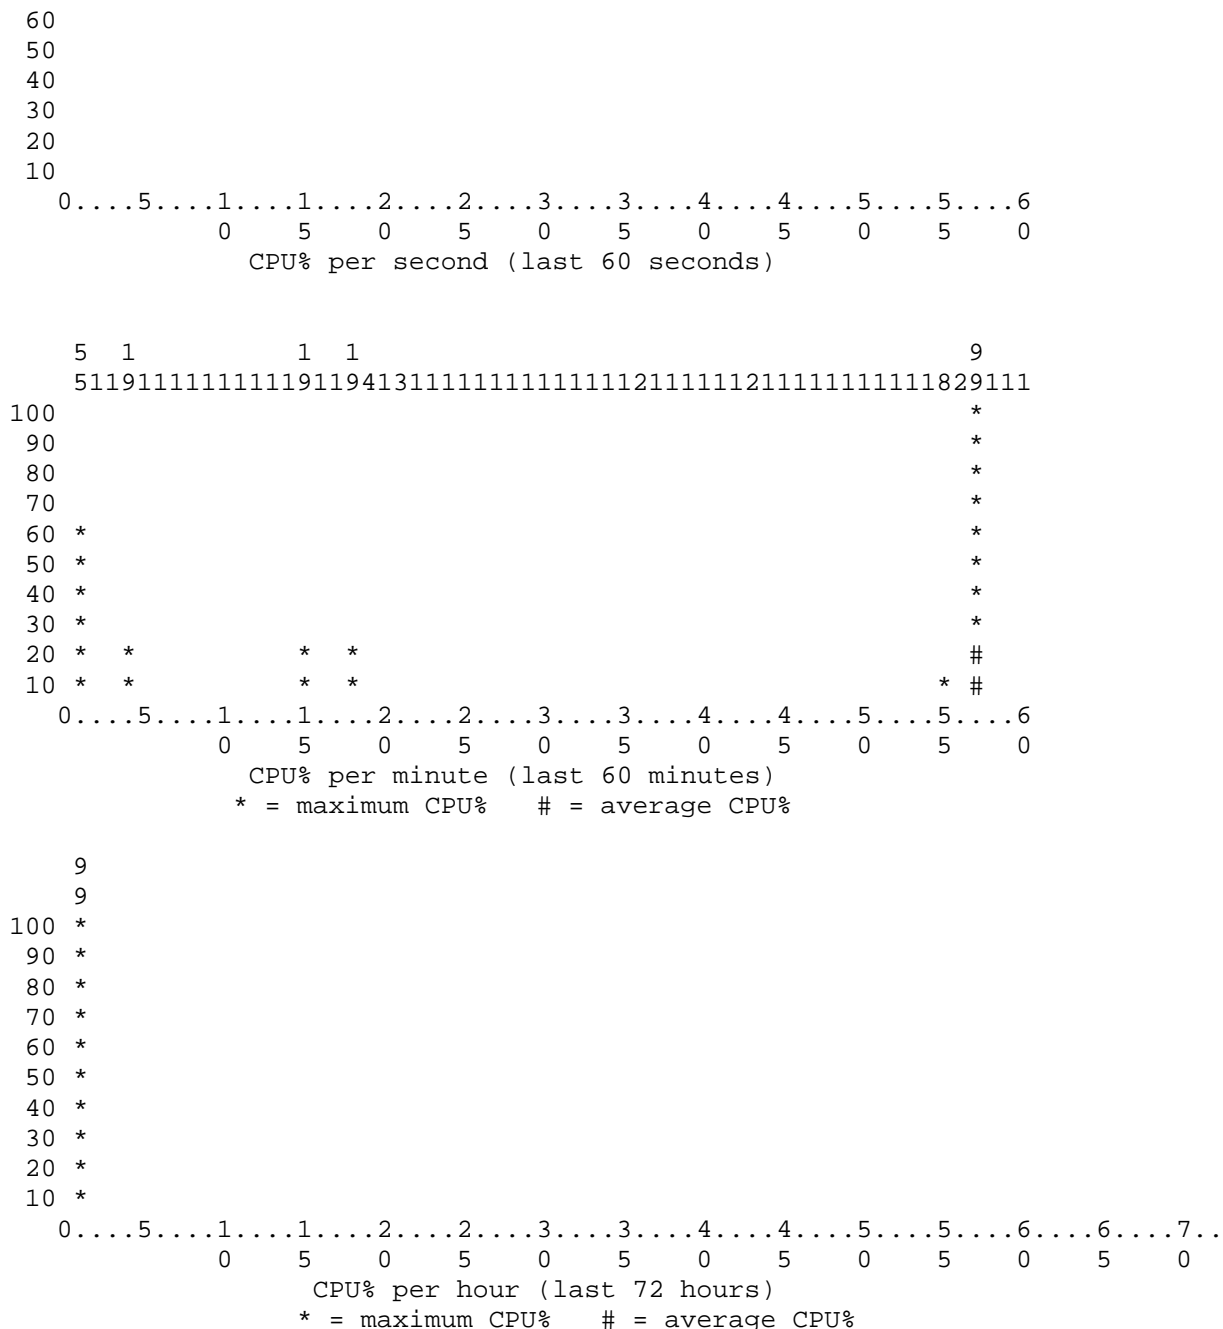 60
 50
 40
 30
 20
 10
   0....5....1....1....2....2....3....3....4....4....5....5....6
             0    5    0    5    0    5    0    5    0    5    0
               CPU% per second (last 60 seconds)
    5  1          1  1                                      9
    511911111111119119413111111111111112111111211111111111829111
100                                                         *
 90                                                         *
 80                                                         *
 70                                                         *
 60 *                                                       *
 50 *                                                       *
 40 *                                                       *
 30 *                                                       *
 20 *  *          *  *                                      #
 10 *  *          *  *                                    * #
   0....5....1....1....2....2....3....3....4....4....5....5....6
             0    5    0    5    0    5    0    5    0    5    0
               CPU% per minute (last 60 minutes)
              * = maximum CPU%   # = average CPU%
    9
    9
100 *
 90 *
 80 *
 70 *
 60 *
 50 *
 40 *
 30 *
 20 *
 10 *
   0....5....1....1....2....2....3....3....4....4....5....5....6....6....7..
             0    5    0    5    0    5    0    5    0    5    0    5    0
                   CPU% per hour (last 72 hours)
                  * = maximum CPU%   # = average CPU%